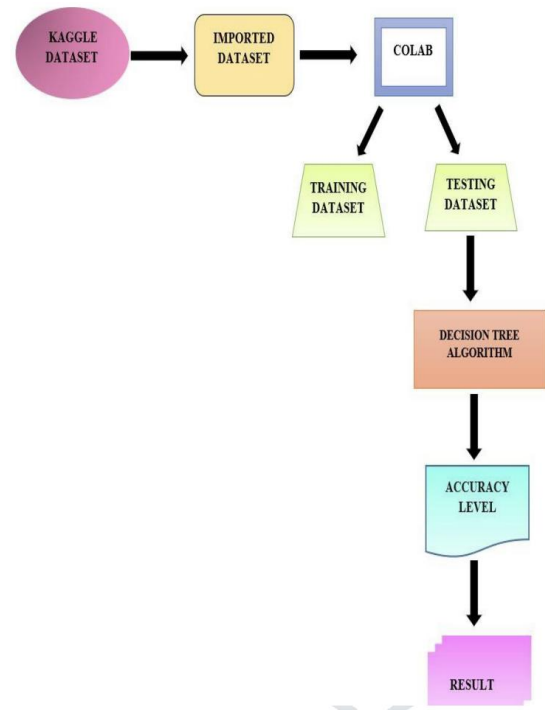 KAGGLE
DATASET
IMPORTED
DATASET
COLAB
TRAINING
DATASET
TESTING
DATASET
DECISION TREE
ALGORITHM
ACCURACY
LEVEL
RESULT